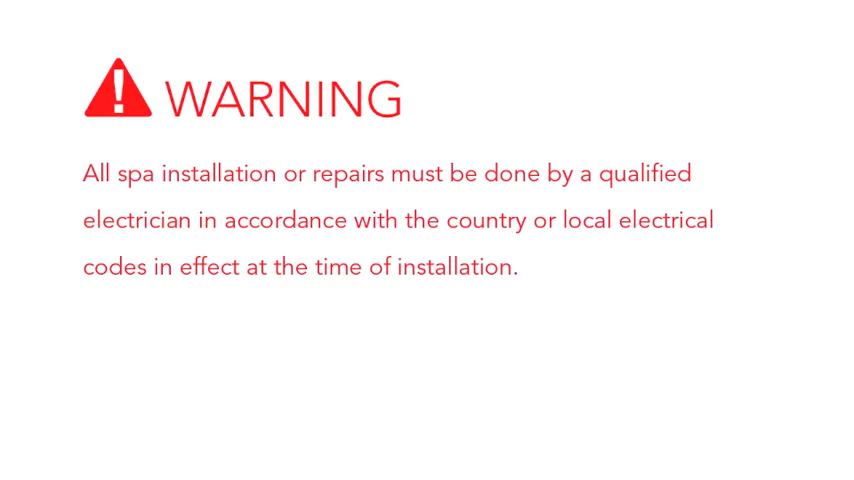 WARNING
All spa installation or repairs must be done by a qualified
electrician in accordance with the country or local electrical
codes in effect at the time of installation.